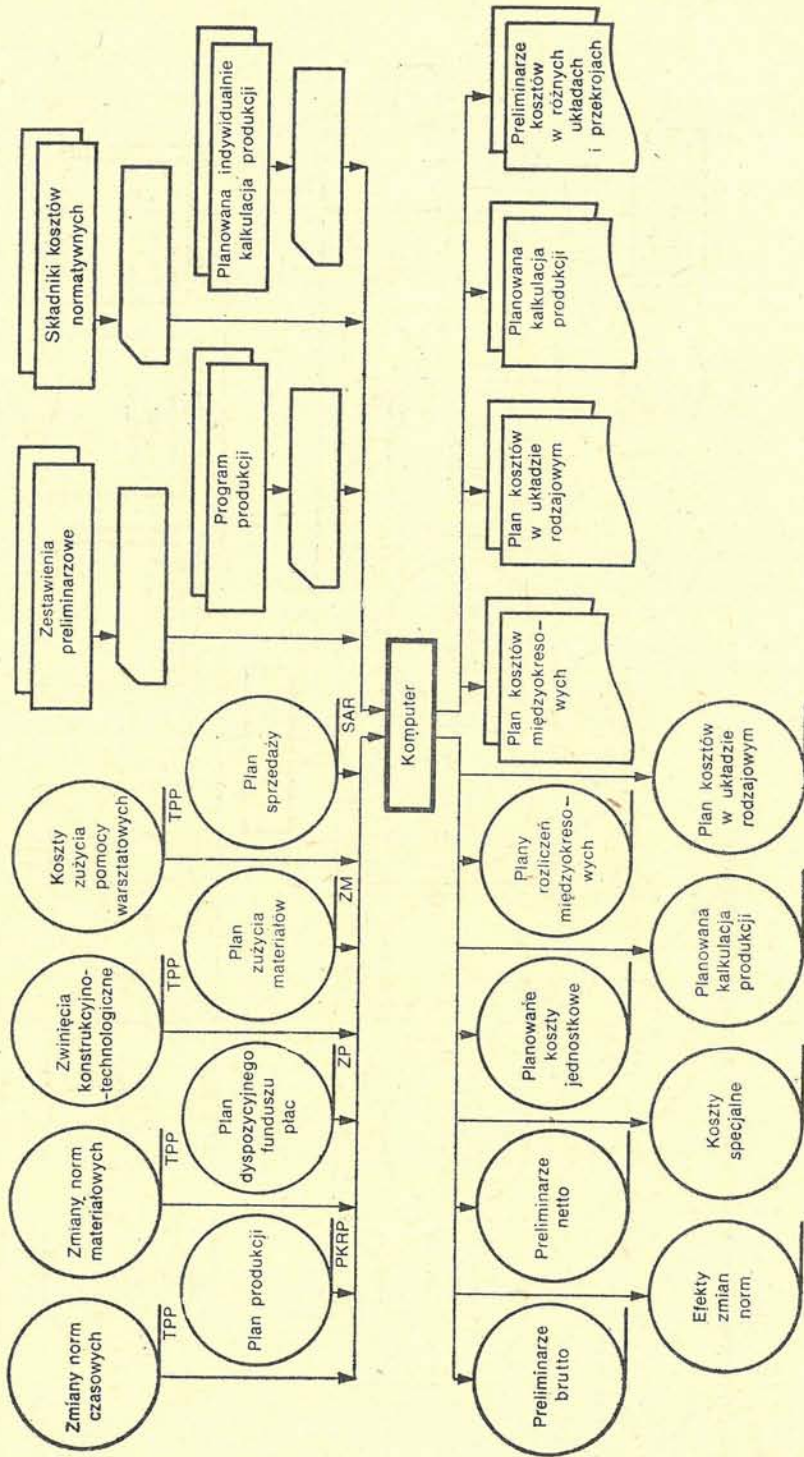 Zmiany norm
czasowych
TPP
Zmiany norm
materiałowych
TPP
Zwinięcia
konstrukcyjno-
-technologiczne
TPP
Koszty
zużycia
pomocy
warsztatowych
TPP
Zestawienia
preliminarzowe
Składniki kosztów
normatywnych
Plan produkcji
PKRP
Plan
dyspozycyjnego
funduszu
płac
ZP
Plan
zużycia
materiałów
ZM
Plan
sprzedaży
SAR
Program
produkcji
Planowana indywidualnie
kalkulacja produkcji
Komputer
Preliminarze
brutto
Preliminarze
netto
Planowane
koszty
jednostkowe
Plany
rozliczeń
międzyokreso—
wych
Plan kosztów
międzyokreso—
wych
Plan kosztów
w układzie
rodzajowym
Planowana
kalkulacja
produkcji
Preliminarze
kosztów
w różnych
układach
i przekrojach
Efekty
zmian
norm
Koszty
specjalne
Planowana
kalkulacja
produkcji
Plan kosztów
w układzie
rodzajowym